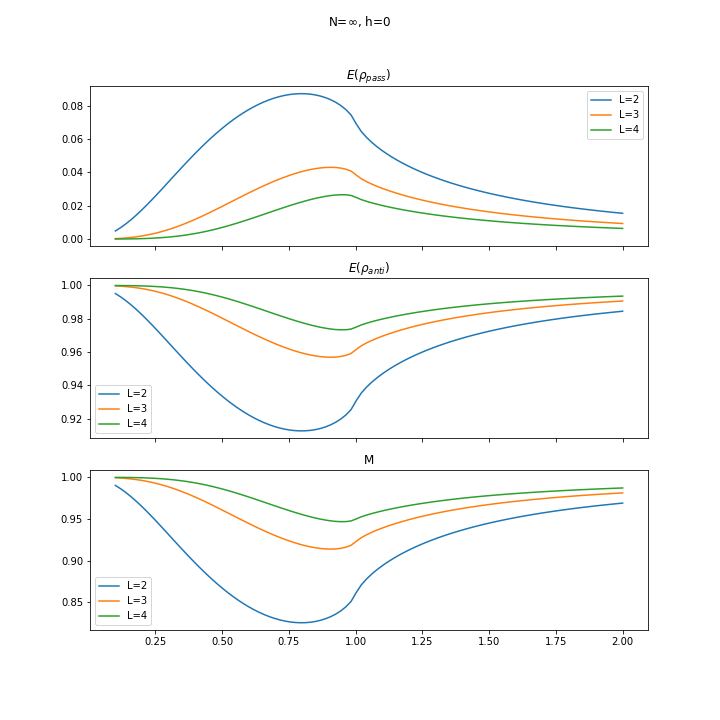 N=∞, h=0
E(ρpass)
0.08
0.06
0.04
0.02
0.00
L=2
L=3
L=4
E(ρanti)
1.00
0.98
0.96
0.94
0.92
L=2
L=3
L=4
M
1.00
0.95
0.90
0.85
L=2
L=3
L=4
0.25 0.50 0.75 1.00 1.25 1.50 1.75 2.00